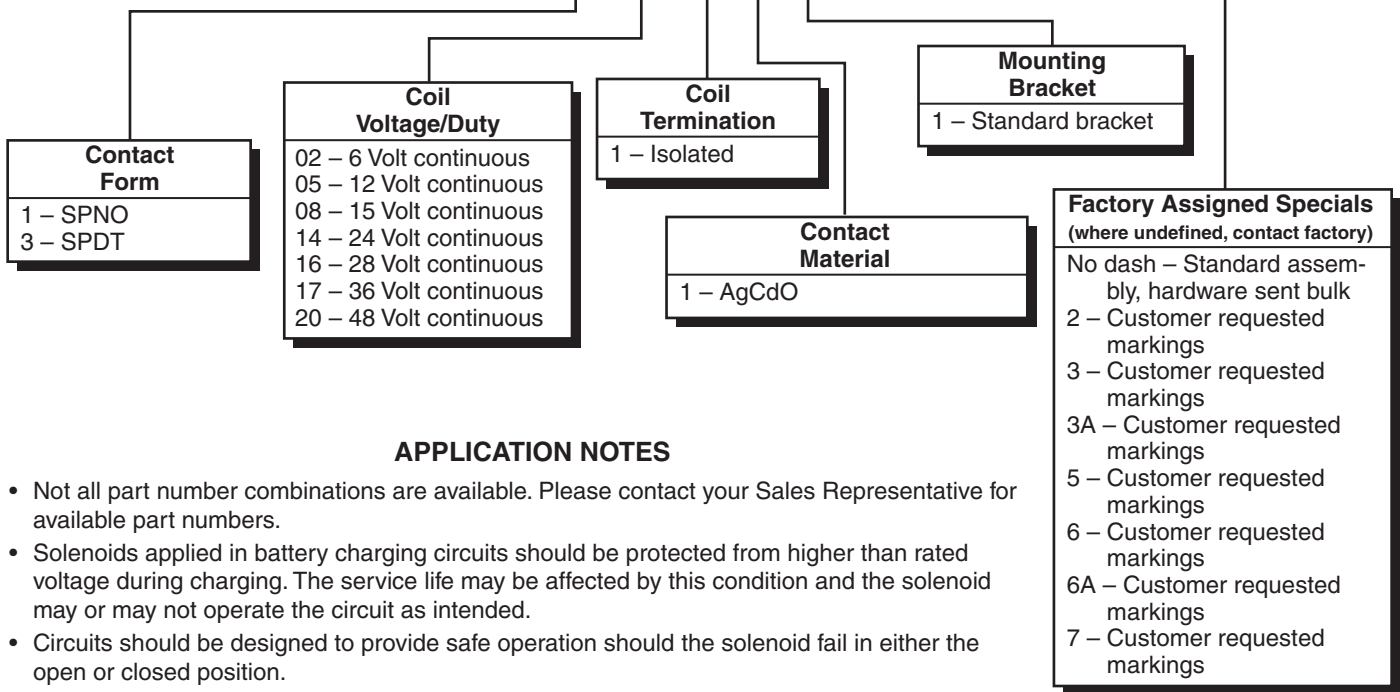 Contact
Form
1 – SPNO
3 – SPDT
Coil
Voltage/Duty
02 – 6 Volt continuous
05 – 12 Volt continuous
08 – 15 Volt continuous
14 – 24 Volt continuous
16 – 28 Volt continuous
17 – 36 Volt continuous
20 – 48 Volt continuous
Coil
Termination
1 – Isolated
Contact
Material
1 – AgCdO
Mounting
Bracket
1 – Standard bracket
Factory Assigned Specials
(where undefined, contact factory)
No dash – Standard assem-
bly, hardware sent bulk
2 – Customer requested
markings
3 – Customer requested
markings
3A – Customer requested
markings
5 – Customer requested
markings
6 – Customer requested
markings
6A – Customer requested
markings
7 – Customer requested
markings
APPLICATION NOTES
• Not all part number combinations are available. Please contact your Sales Representative for
available part numbers.
• Solenoids applied in battery charging circuits should be protected from higher than rated
voltage during charging. The service life may be affected by this condition and the solenoid
may or may not operate the circuit as intended.
• Circuits should be designed to provide safe operation should the solenoid fail in either the
open or closed position.